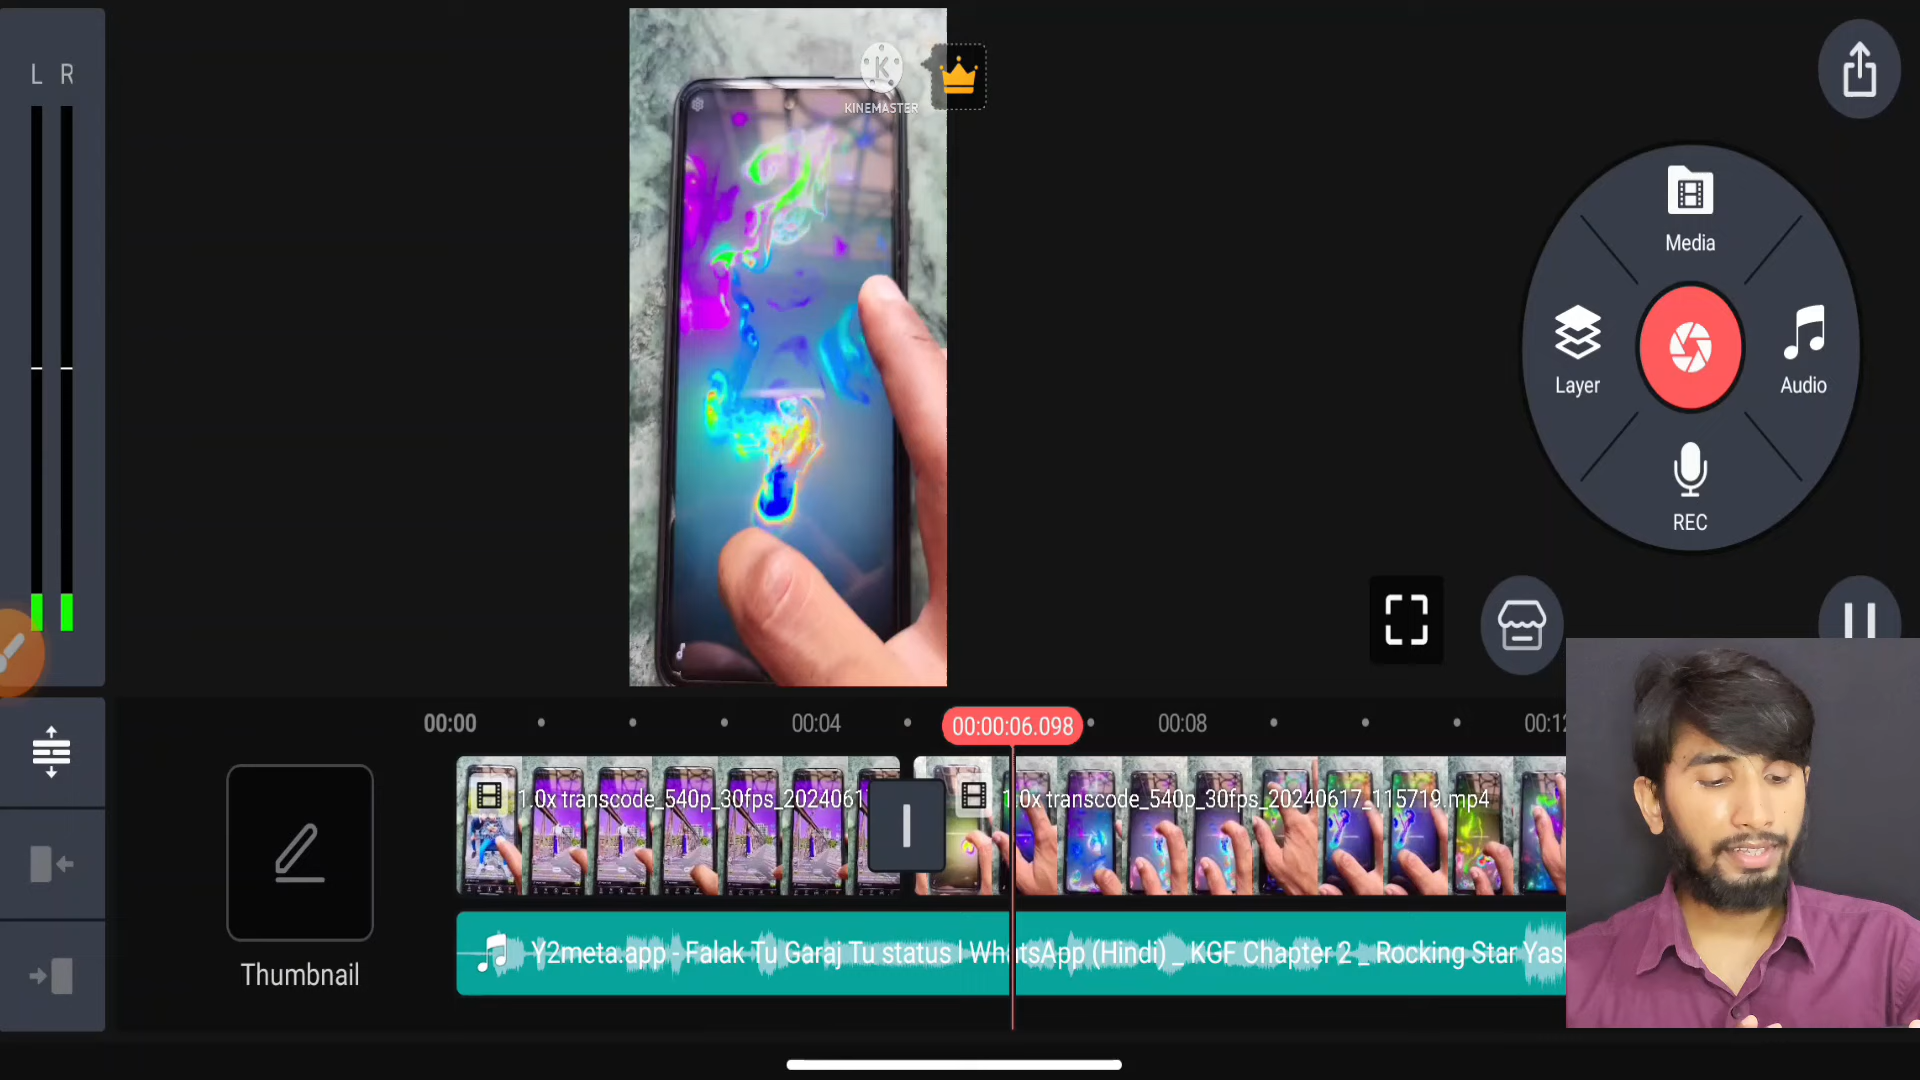 L R
KINEMASTER
Media
Layer
Audio
REC
00:00
00:04
00:00:06.098
00:08
00:12
1.0x transcode_540p_30fps_2024061
1.0x transcode_540p_30fps_20240617_115719.mp4
Thumbnail
Y2meta.app - Falak Tu Garaj Tu status l WhatsApp (Hindi) _ KGF Chapter 2 _ Rocking Star Yas